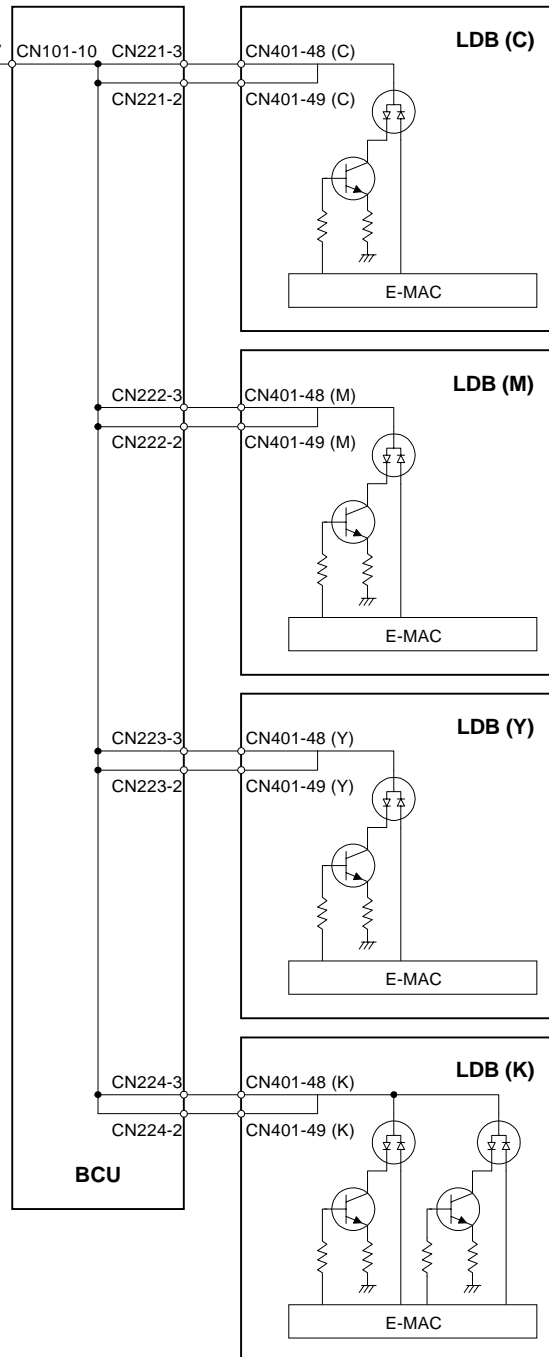 LDB (C)
CN101-10 CN221-3 CN401-48 (C)
CN221-2 CN401-49 (C)
E-MAC
LDB (M)
CN222-3 CN401-48 (M)
CN222-2 CN401-49 (M)
E-MAC
LDB (Y)
CN223-3 CN401-48 (Y)
CN223-2 CN401-49 (Y)
E-MAC
LDB (K)
CN224-3 CN401-48 (K)
CN224-2 CN401-49 (K)
BCU
E-MAC